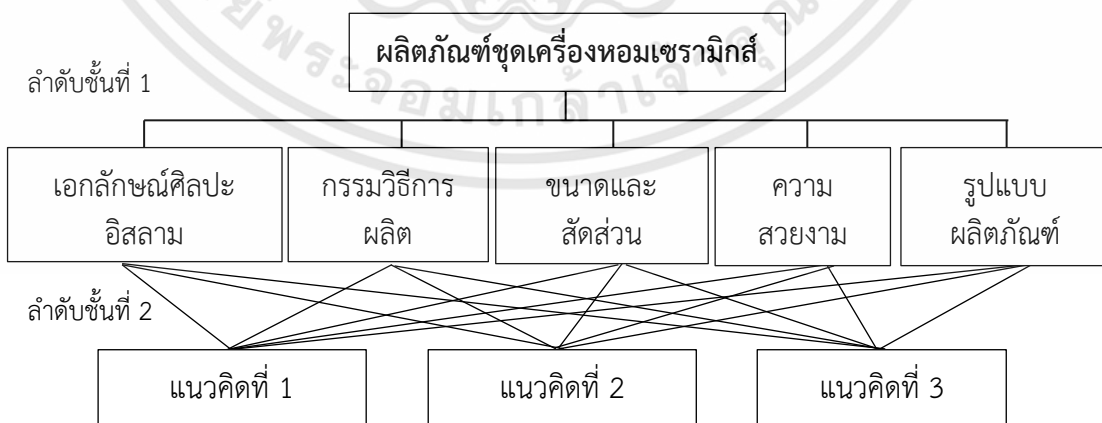 ผลิตภัณฑ์ชุดเครื่องหอมเซรามิกส์
ลำดับชั้นที่ 1
เอกลักษณ์ศิลปะ
อิสลาม
กรรมวิธีการ
ผลิต
ขนาดและ
สัดส่วน
ความ
สวยงาม
รูปแบบ
ผลิตภัณฑ์
ลำดับชั้นที่ 2
แนวคิดที่ 1
แนวคิดที่ 2
แนวคิดที่ 3